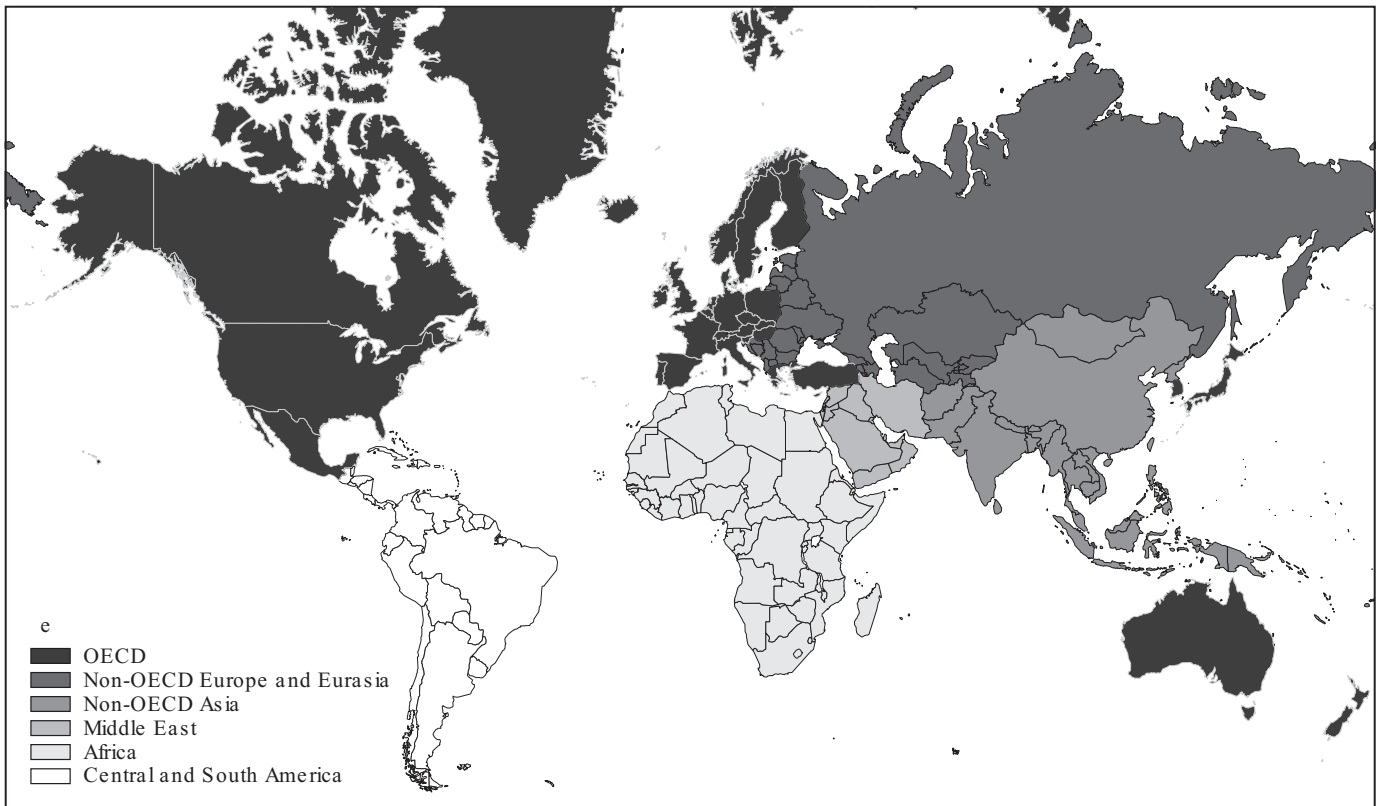 e
OECD
Non-OECD Europe and Eurasia
Non-OECD Asia
Middle East
Africa
Central and South America